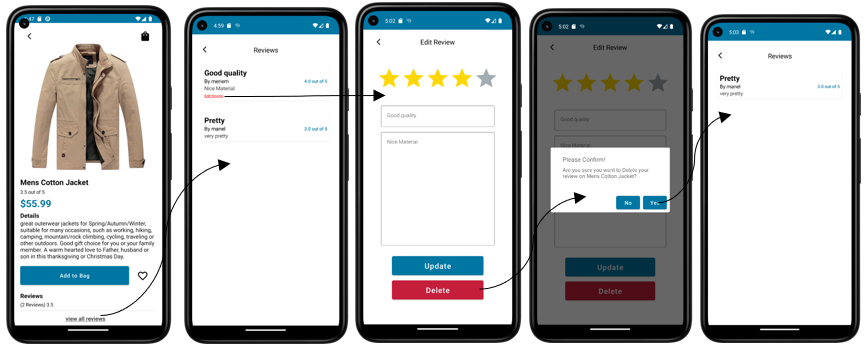 :47
Mens Cotton Jacket
3.5 out of 5
$55.99
Details
great outerwear jackets for Spring/Autumn/Winter,
suitable for many occasions, such as working, hiking,
camping, mountain/rock climbing, cycling, traveling or
other outdoors. Good gift choice for you or your family
member. A warm hearted love to Father, husband or
son in this thanksgiving or Christmas Day.
Add to Bag
Reviews
(2 Reviews) 3.5
view all reviews
4:59
Reviews
Good quality
By meriem
4.0 out of 5
Nice Material
Pretty
By manel
3.0 out of 5
very pretty
5:02
Edit Review
Good quality
Nice Material
Update
Delete
5:02
Edit Review
Good quality
Nice Material
Please Confirm!
Are you sure you want to Delete your
review on Mens Cotton Jacket?
No
Yes
Update
Delete
5:03
Reviews
Pretty
By manel
3.0 out of 5
very pretty